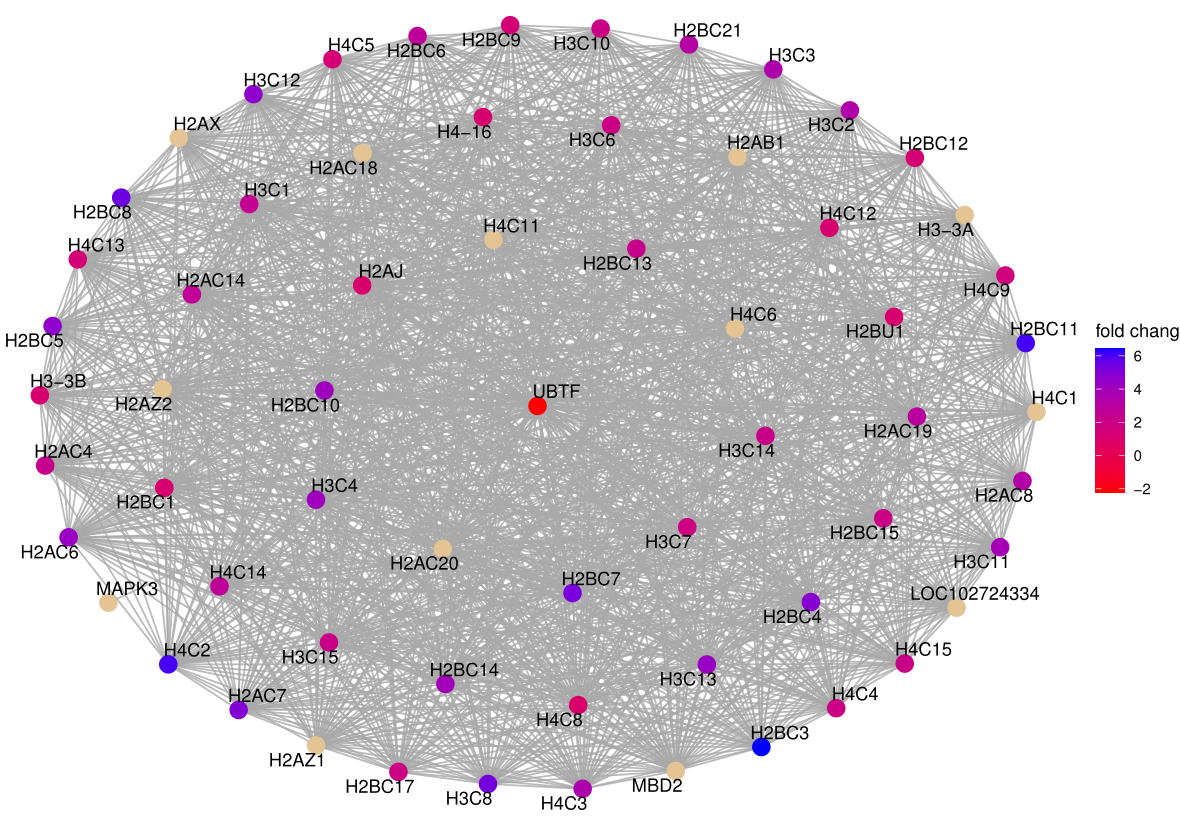 H2BC9
H3C10
H2BC21
H2BC6
H4C5
H3C3
H3C12
H3C2
H2AX
H4−16
H3C6
H2AB1
H2BC12
H2AC18
H3C1
H2BC8
H4C12
H4C11
H3−3A
H4C13
H2BC13
H2AJ
H2AC14
H4C9
H4C6
H2BU1
H2BC11
H2BC5
fold chang
6
4
2
0
−2
H3−3B
H2AZ2
H2BC10
UBTF
H4C1
H2AC19
H3C14
H2AC4
H3C4
H2BC1
H2AC8
H2BC15
H3C7
H2AC6
H3C11
H2AC20
H4C14
H2BC7
MAPK3
LOC102724334
H2BC4
H4C2
H3C15
H4C15
H2BC14
H3C13
H2AC7
H4C4
H4C8
H2BC3
H2AZ1
H2BC17
H3C8
H4C3
MBD2